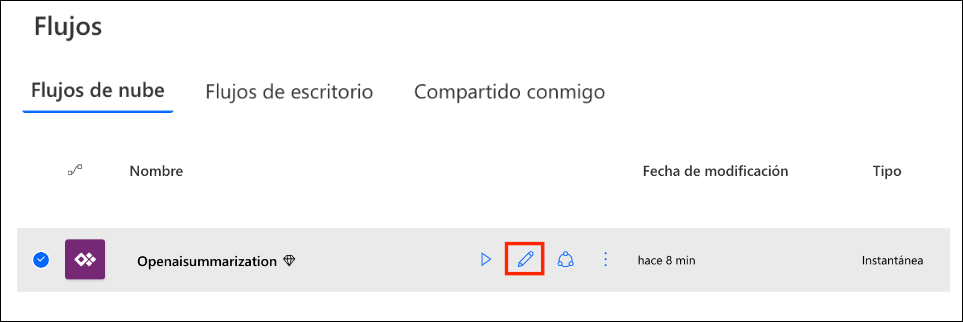 Flujos
Flujos de nube Flujos de escritorio Compartido conmigo
Nombre Fecha de modificación Tipo
Openaisummarization hace 8 min Instantánea